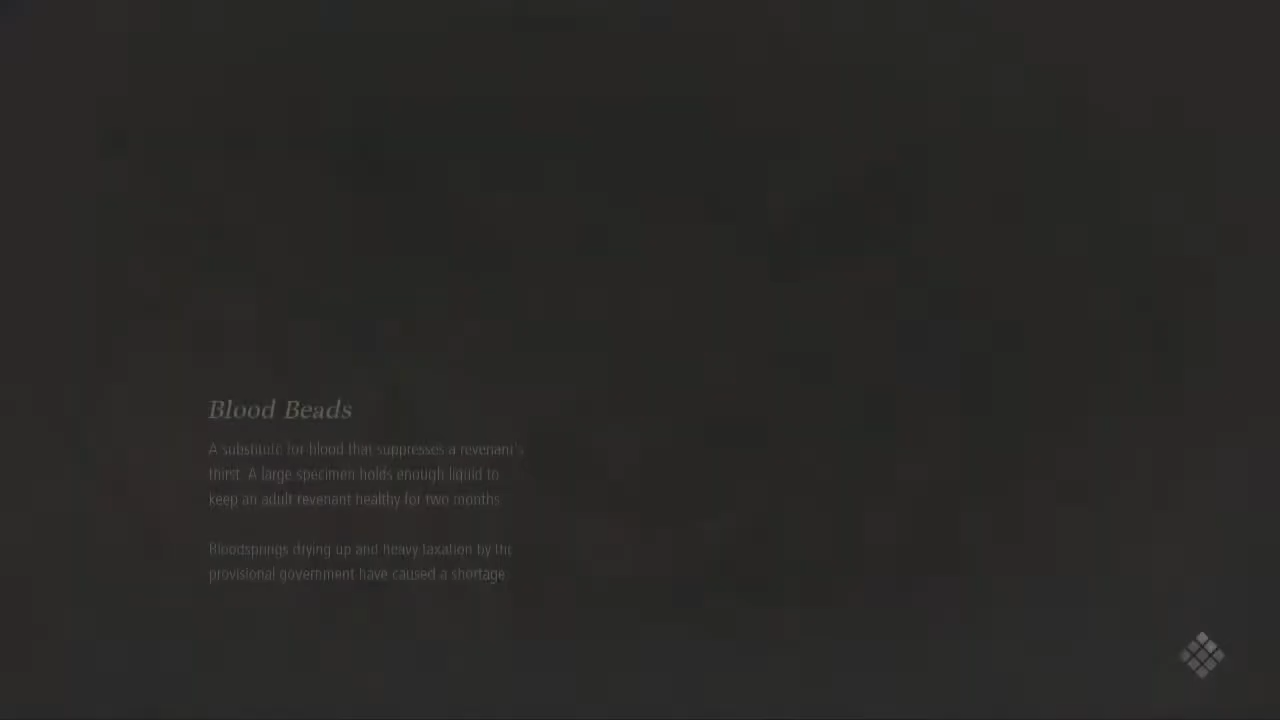 Blood Beads
A substitute for blood that suppresses a revenant's
thirst. A large specimen holds enough liquid to
keep an adult revenant healthy for two months.
Bloodsprings drying up and heavy taxation by the
provisional government have caused a shortage.